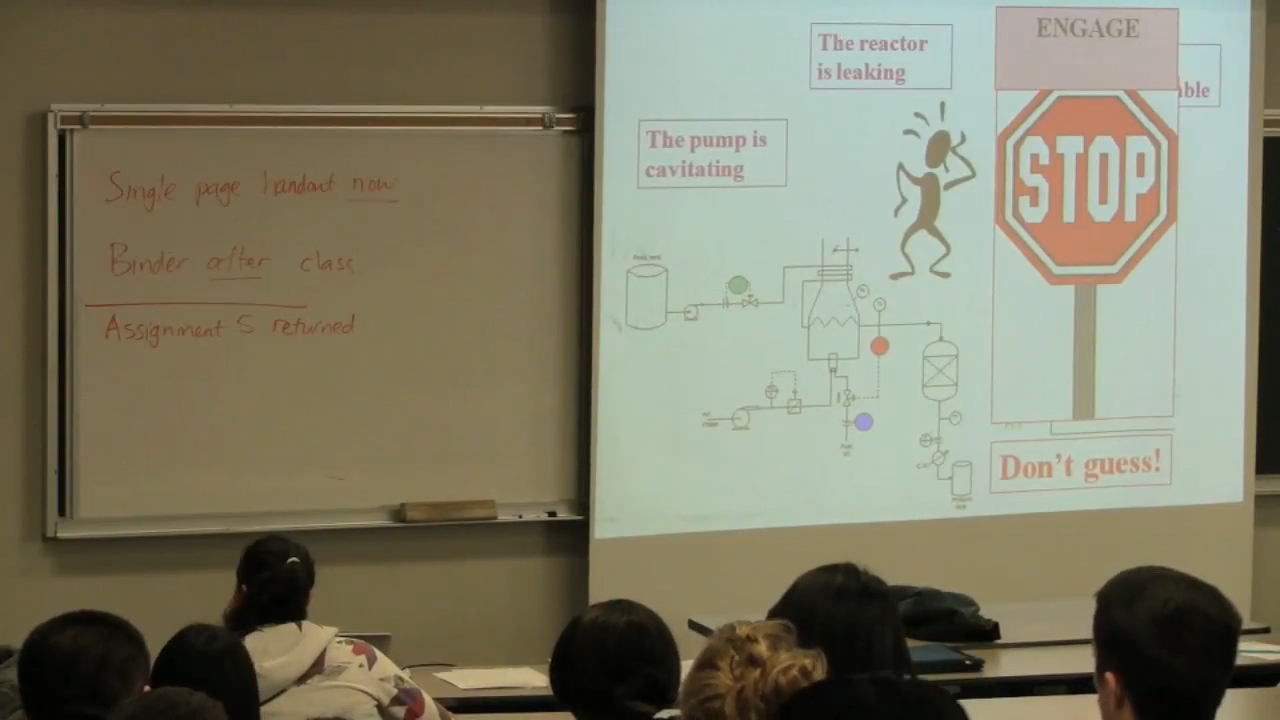 Single page handout now
Binder after class
Assignment 5 returned
The reactor
is leaking
The pump is
cavitating
ENGAGE
STOP
Don't guess!